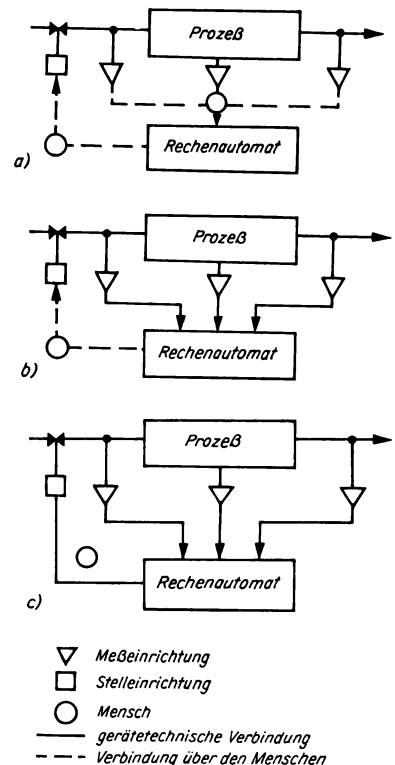 Prozeß
Rechenautomat
a)
Prozeß
Rechenautomat
b)
Prozeß
Rechenautomat
c)
Meßeinrichtung
Stelleinrichtung
Mensch
gerätetechnische Verbindung
Verbindung über den Menschen